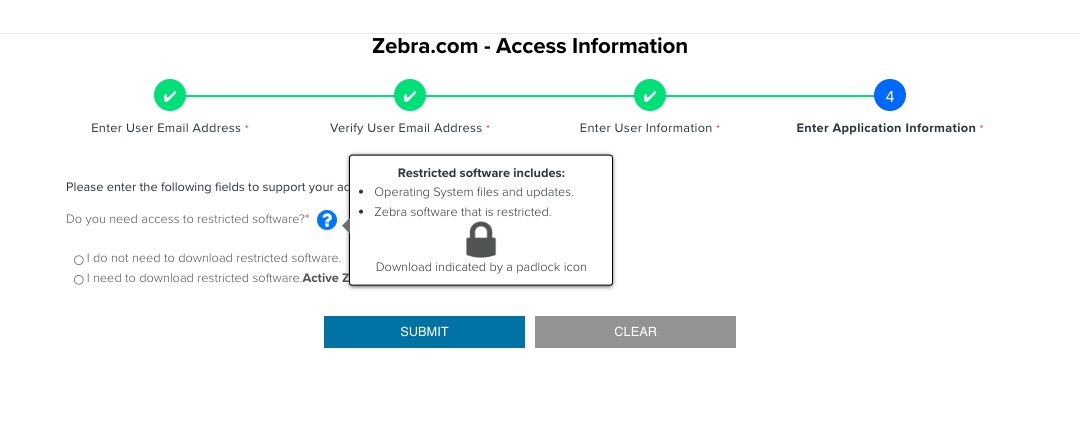 Zebra.com - Access Information
✔ ✔ ✔ 4
Enter User Email Address * Verify User Email Address * Enter User Information * Enter Application Information *
Please enter the following fields to support your
Do you need access to restricted software?* ?
Restricted software includes:
• Operating System files and updates.
• Zebra software that is restricted.
Download indicated by a padlock icon
I do not need to download restricted software.
I need to download restricted software.Active
SUBMIT CLEAR